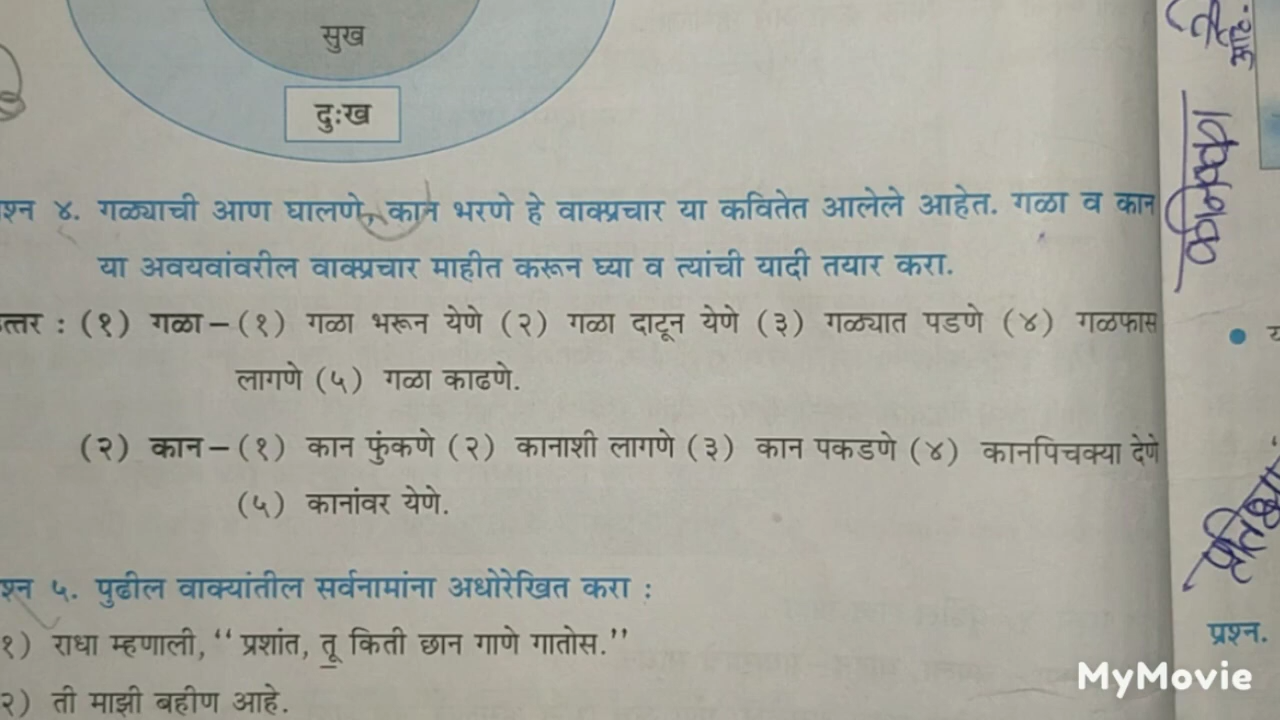 सुख
दुःख
श्न ४. गळ्याची आण घालणे, कान भरणे हे वाक्प्रचार या कवितेत आलेले आहेत. गळा व कान
या अवयवांवरील वाक्प्रचार माहीत करून घ्या व त्यांची यादी तयार करा.
त्तर : (१) गळा – (१) गळा भरून येणे (२) गळा दाटून येणे (३) गळ्यात पडणे (४) गळफास
लागणे (५) गळा काढणे.
(२) कान – (१) कान फुंकणे (२) कानाशी लागणे (३) कान पकडणे (४) कानपिचक्या देणे
(५) कानांवर येणे.
श्न ५. पुढील वाक्यांतील सर्वनामांना अधोरेखित करा :
१) राधा म्हणाली, “ प्रशांत, तू किती छान गाणे गातोस.”
२) ती माझी बहीण आहे.
प्रश्न.
MyMovie